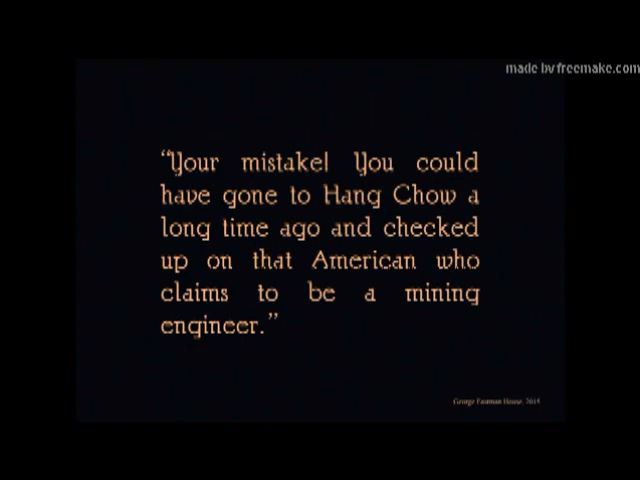 made by freemake.com
“Your mistake! You could
have gone to Hang Chow a
long time ago and checked
up on that American who
claims to be a mining
engineer.”
George Eastman House, 2015